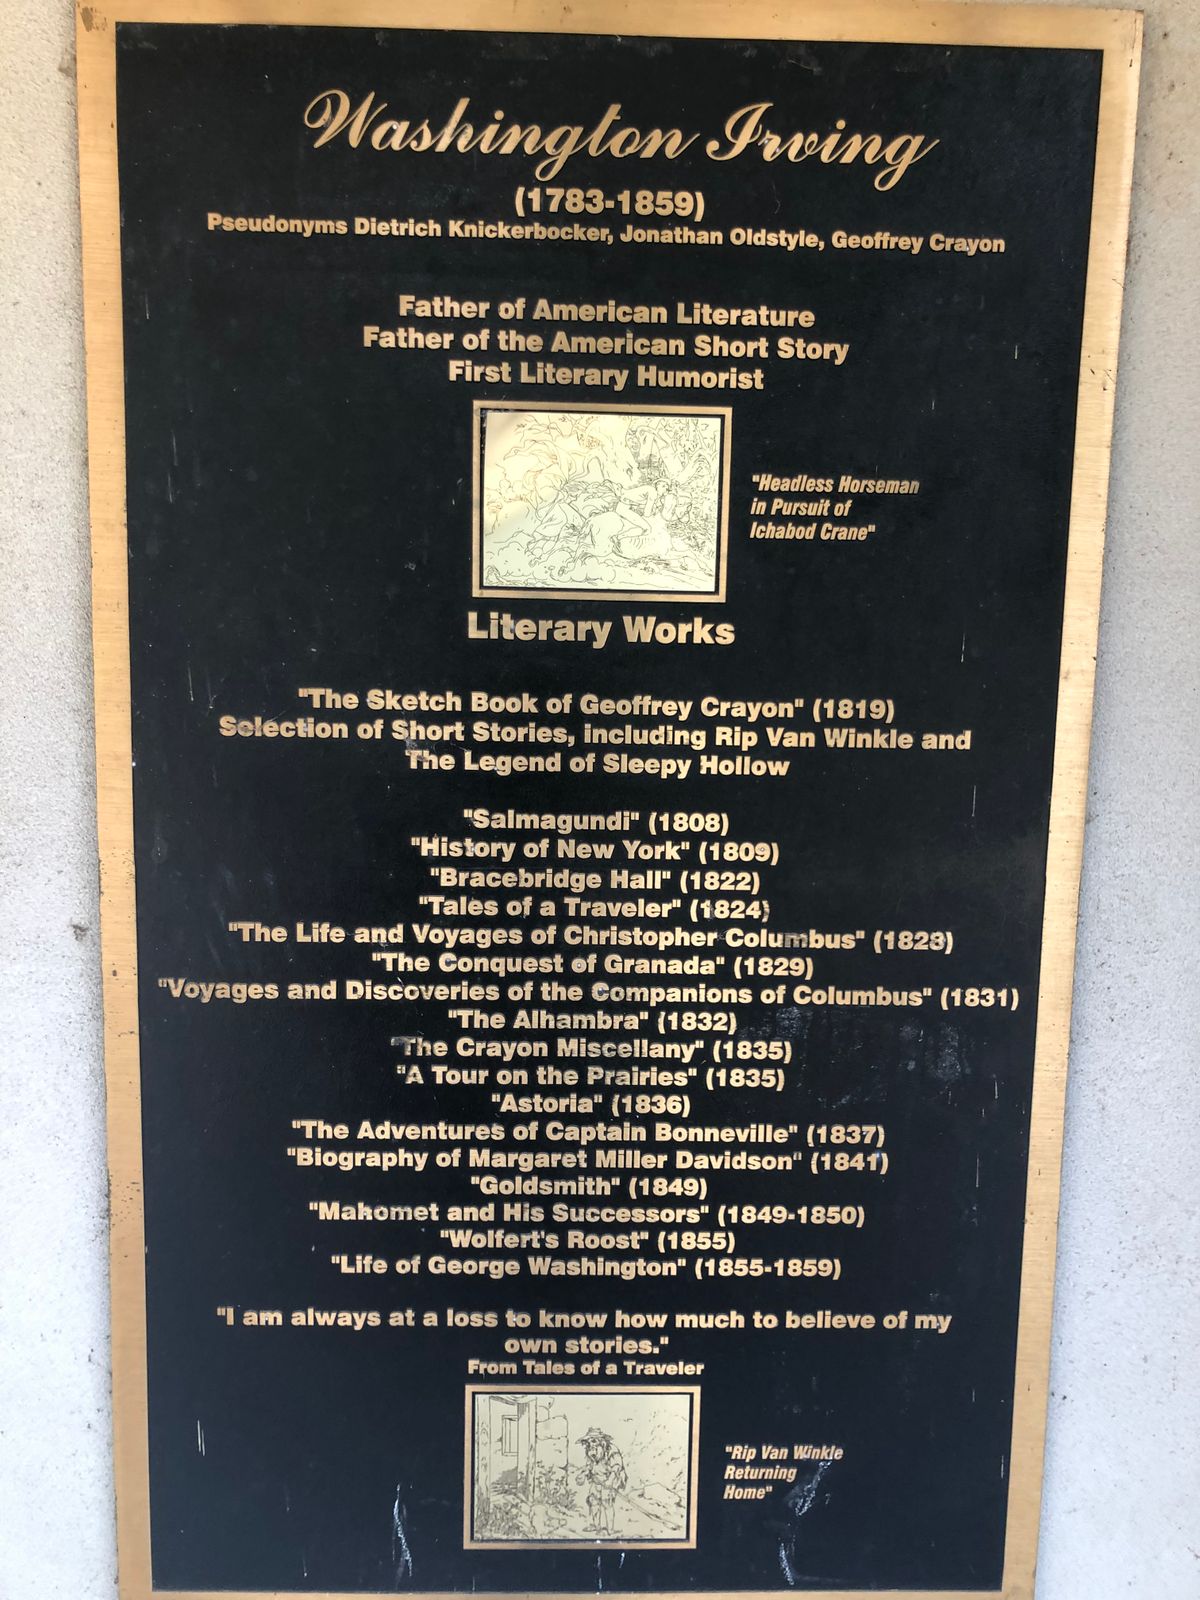 Washington Irving
(1783-1859)
Pseudonyms Dietrich Knickerbocker, Jonathan Oldstyle, Geoffrey Crayon
Father of American Literature
Father of the American Short Story
First Literary Humorist
"Headless Horseman
in Pursuit of
Ichabod Crane"
Literary Works
"The Sketch Book of Geoffrey Crayon" (1819)
Selection of Short Stories, including Rip Van Winkle and
The Legend of Sleepy Hollow
"Salmagundi" (1808)
"History of New York" (1809)
"Bracebridge Hall" (1822)
"Tales of a Traveler" (1824)
"The Life and Voyages of Christopher Columbus" (1828)
"The Conquest of Granada" (1829)
"Voyages and Discoveries of the Companions of Columbus" (1831)
"The Alhambra" (1832)
"The Crayon Miscellany" (1835)
"A Tour on the Prairies" (1835)
"Astoria" (1836)
"The Adventures of Captain Bonneville" (1837)
"Biography of Margaret Miller Davidson" (1841)
"Goldsmith" (1849)
"Mahomet and His Successors" (1849-1850)
"Wolfert's Roost" (1855)
"Life of George Washington" (1855-1859)
"I am always at a loss to know how much to believe of my
own stories."
From Tales of a Traveler
"Rip Van Winkle
Returning
Home"